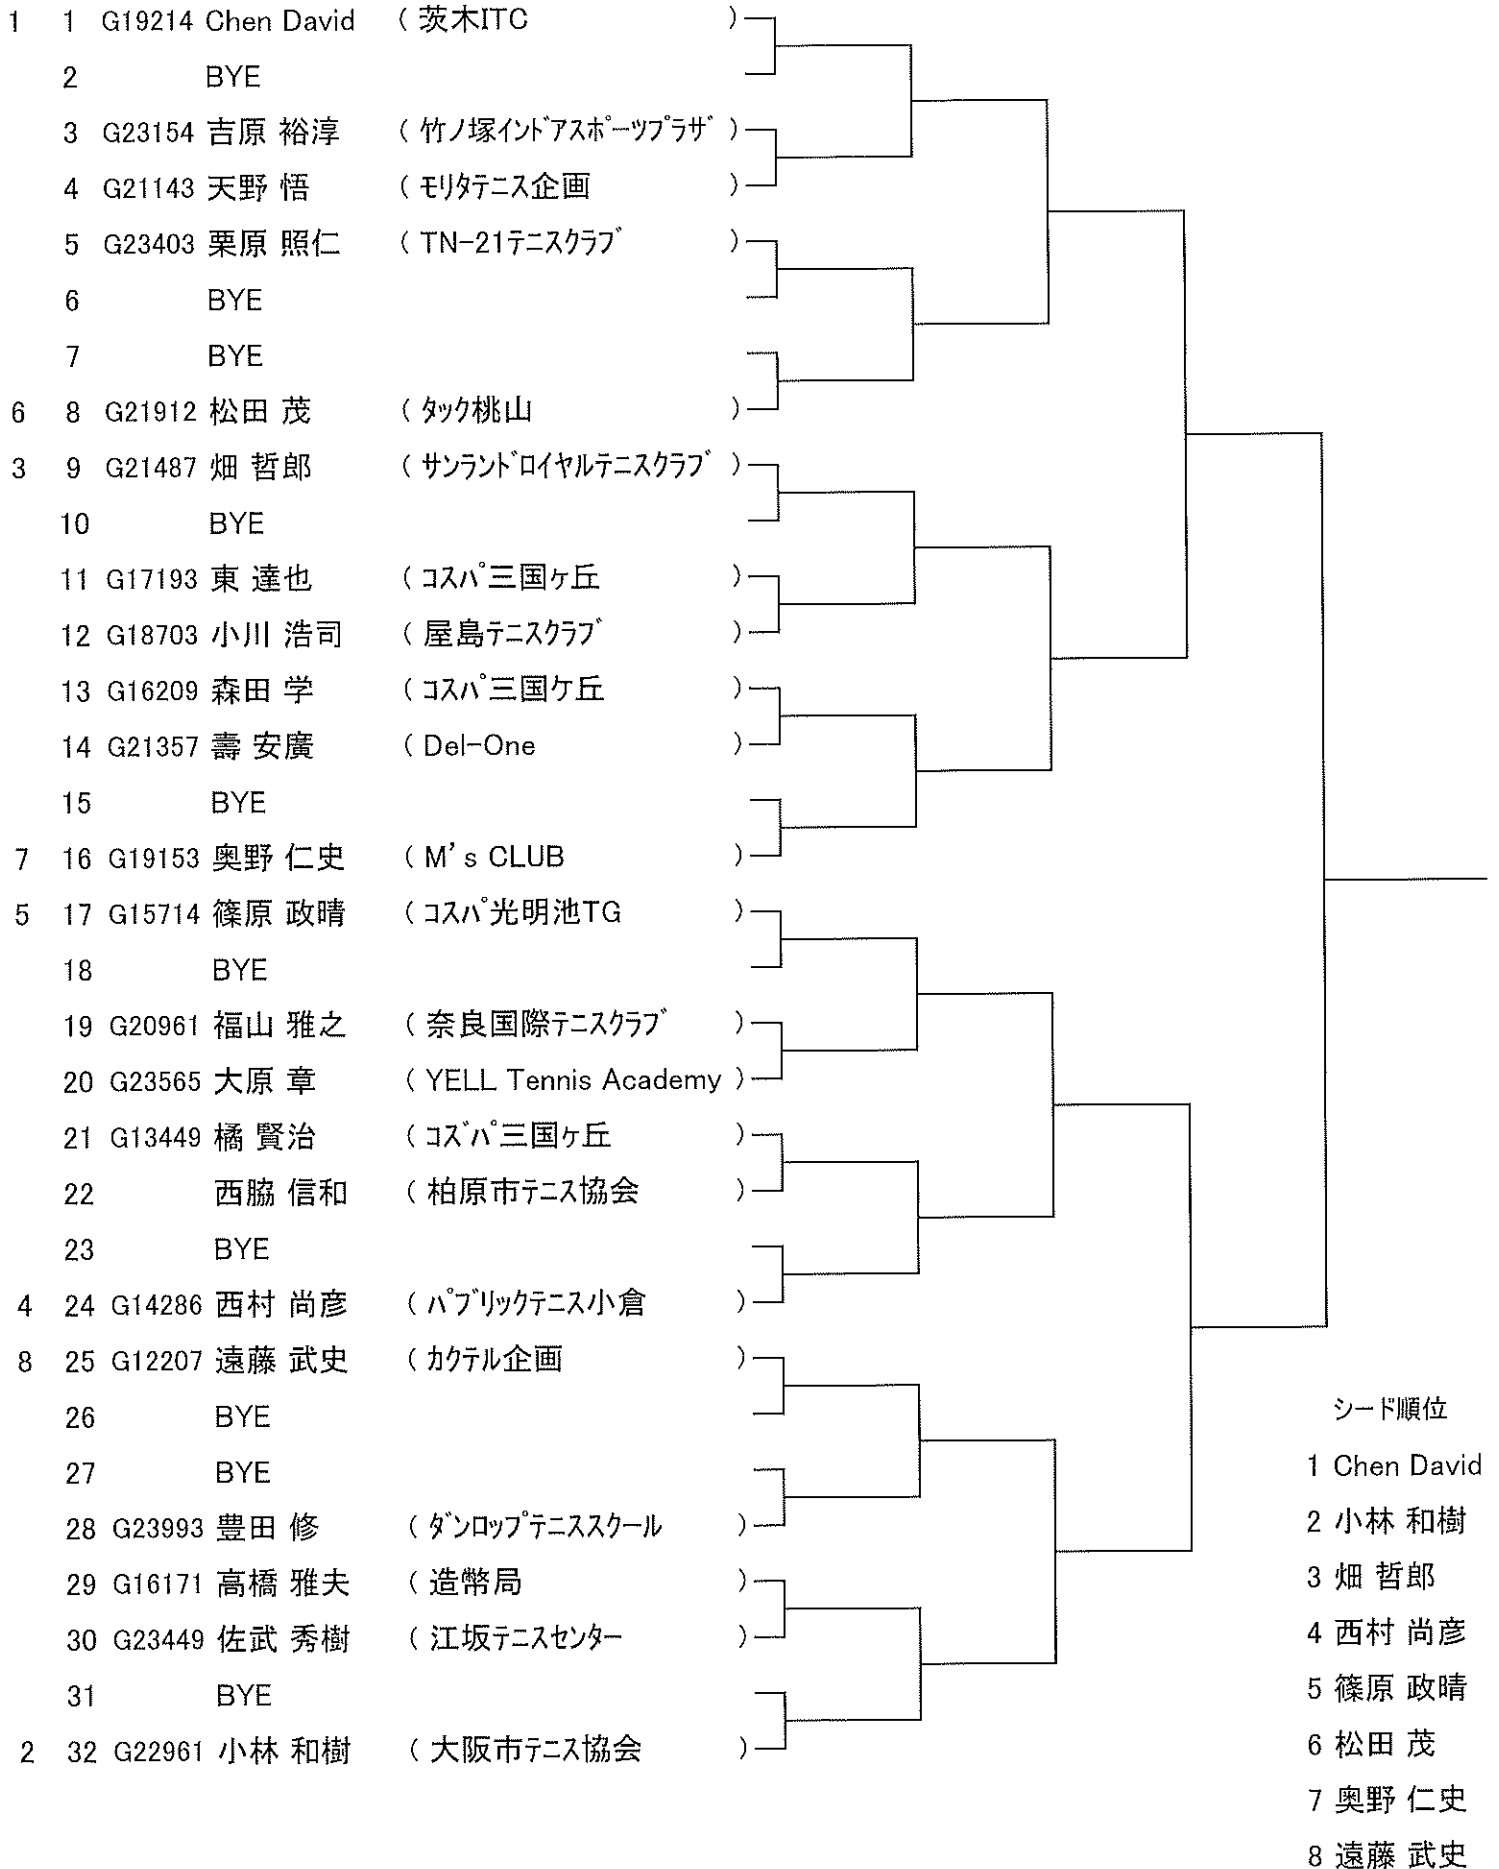 1 1 G19214 Chen David ( 茨木ITC )
2 BYE
3 G23154 吉原 裕淳 ( 竹ノ塚インドアスポーツプラザ )
4 G21143 天野 悟 ( モリタテニス企画 )
5 G23403 栗原 照仁 ( TN-21テニスクラブ )
6 BYE
7 BYE
6 8 G21912 松田 茂 ( タック桃山 )
3 9 G21487 畑 哲郎 ( サンランドロイヤルテニスクラブ )
10 BYE
11 G17193 東 達也 ( コスパ三国ヶ丘 )
12 G18703 小川 浩司 ( 屋島テニスクラブ )
13 G16209 森田 学 ( コスパ三国ケ丘 )
14 G21357 壽 安廣 ( Del-One )
15 BYE
7 16 G19153 奥野 仁史 ( M's CLUB )
5 17 G15714 篠原 政晴 ( コスパ光明池TG )
18 BYE
19 G20961 福山 雅之 ( 奈良国際テニスクラブ )
20 G23565 大原 章 ( YELL Tennis Academy )
21 G13449 橘 賢治 ( コズパ三国ヶ丘 )
22 西脇 信和 ( 柏原市テニス協会 )
23 BYE
4 24 G14286 西村 尚彦 ( パブリックテニス小倉 )
8 25 G12207 遠藤 武史 ( カクテル企画 )
26 BYE
27 BYE
28 G23993 豊田 修 ( ダンロップテニススクール )
29 G16171 高橋 雅夫 ( 造幣局 )
30 G23449 佐武 秀樹 ( 江坂テニスセンター )
31 BYE
2 32 G22961 小林 和樹 ( 大阪市テニス協会 )
シード順位
1 Chen David
2 小林 和樹
3 畑 哲郎
4 西村 尚彦
5 篠原 政晴
6 松田 茂
7 奥野 仁史
8 遠藤 武史